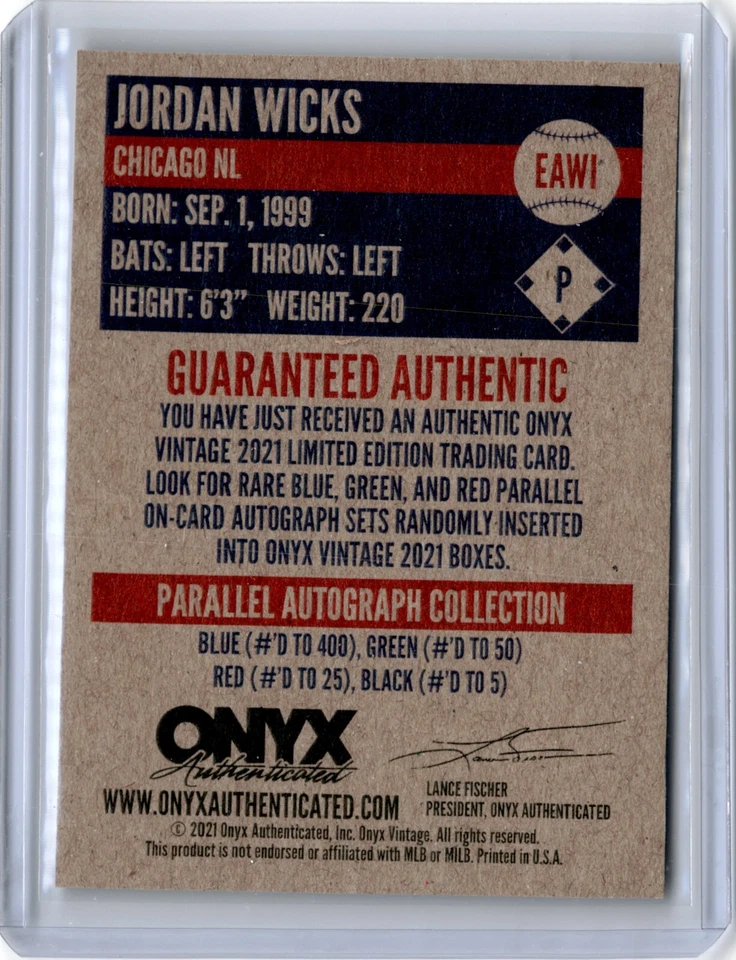 JORDAN WICKS
CHICAGO NL
EAWI
BORN: SEP. 1, 1999
BATS: LEFT THROWS: LEFT
P
HEIGHT: 6'3" WEIGHT: 220
GUARANTEED AUTHENTIC
YOU HAVE JUST RECEIVED AN AUTHENTIC ONYX
VINTAGE 2021 LIMITED EDITION TRADING CARD.
LOOK FOR RARE BLUE, GREEN, AND RED PARALLEL
ON-CARD AUTOGRAPH SETS RANDOMLY INSERTED
INTO ONYX VINTAGE 2021 BOXES.
PARALLEL AUTOGRAPH COLLECTION
BLUE (#'D TO 400), GREEN (#'D TO 50)
RED (#'D TO 25), BLACK (#'D TO 5)
ONYX
Authenticated
WWW.ONYXAUTHENTICATED.COM
LANCE FISCHER
PRESIDENT, ONYX AUTHENTICATED
© 2021 Onyx Authenticated, Inc. Onyx Vintage. All rights reserved.
This product is not endorsed or affiliated with MLB or MILB. Printed in U.S.A.